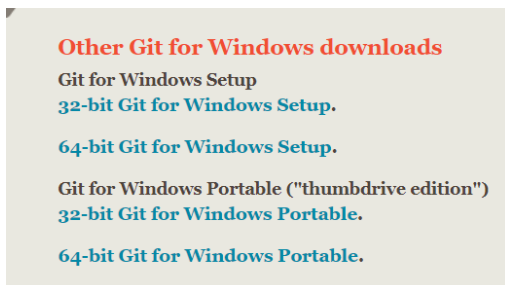 Other Git for Windows downloads
Git for Windows Setup
32-bit Git for Windows Setup.
64-bit Git for Windows Setup.
Git for Windows Portable ("thumbdrive edition")
32-bit Git for Windows Portable.
64-bit Git for Windows Portable.